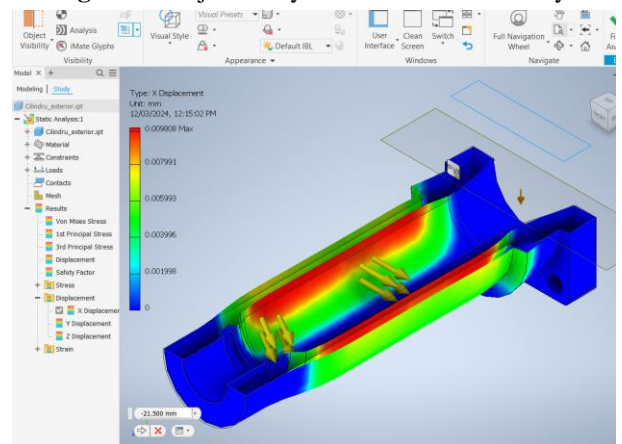 Object
Visibility
Analysis
iMate Glyphs
Visibility
Visual Style
Visual Presets
Default IBL
Appearance
User
Interface
Clean
Screen
Switch
Windows
Full Navigation
Wheel
Navigate
Model
Modeling | Study
Cilindru_exterior.ipt
Static Analysis:1
Cilindru_exterior.ipt
Material
Constraints
Loads
Contacts
Mesh
Results
Von Mises Stress
1st Principal Stress
3rd Principal Stress
Displacement
Safety Factor
Stress
Displacement
X Displacemer
Y Displacement
Z Displacement
Strain
Type: X Displacement
Unit: mm
12/03/2024, 12:15:02 PM
0.009808 Max
0.007991
0.005993
0.003996
0.001998
0
-21.500 mm